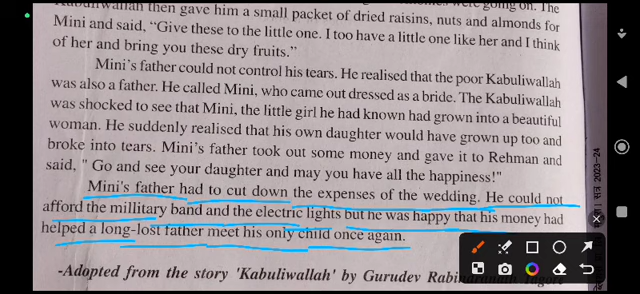 Kabuliwallah then gave him a small packet of dried raisins, nuts and almonds for
Mini and said, "Give these to the little one. I too have a little one like her and I think
of her and bring you these dry fruits."
Mini's father could not control his tears. He realised that the poor Kabuliwallah
was also a father. He called Mini, who came out dressed as a bride. The Kabuliwallah
was shocked to see that Mini, the little girl he had known had grown into a beautiful
woman. He suddenly realised that his own daughter would have grown up too and
broke into tears. Mini's father took out some money and gave it to Rehman and
said, " Go and see your daughter and may you have all the happiness!"
Mini's father had to cut down the expenses of the wedding. He could not
afford the millitary band and the electric lights but he was happy that his money had
helped a long-lost father meet his only child once again.
-Adopted from the story 'Kabuliwallah' by Gurudev
सत्र 2023-24